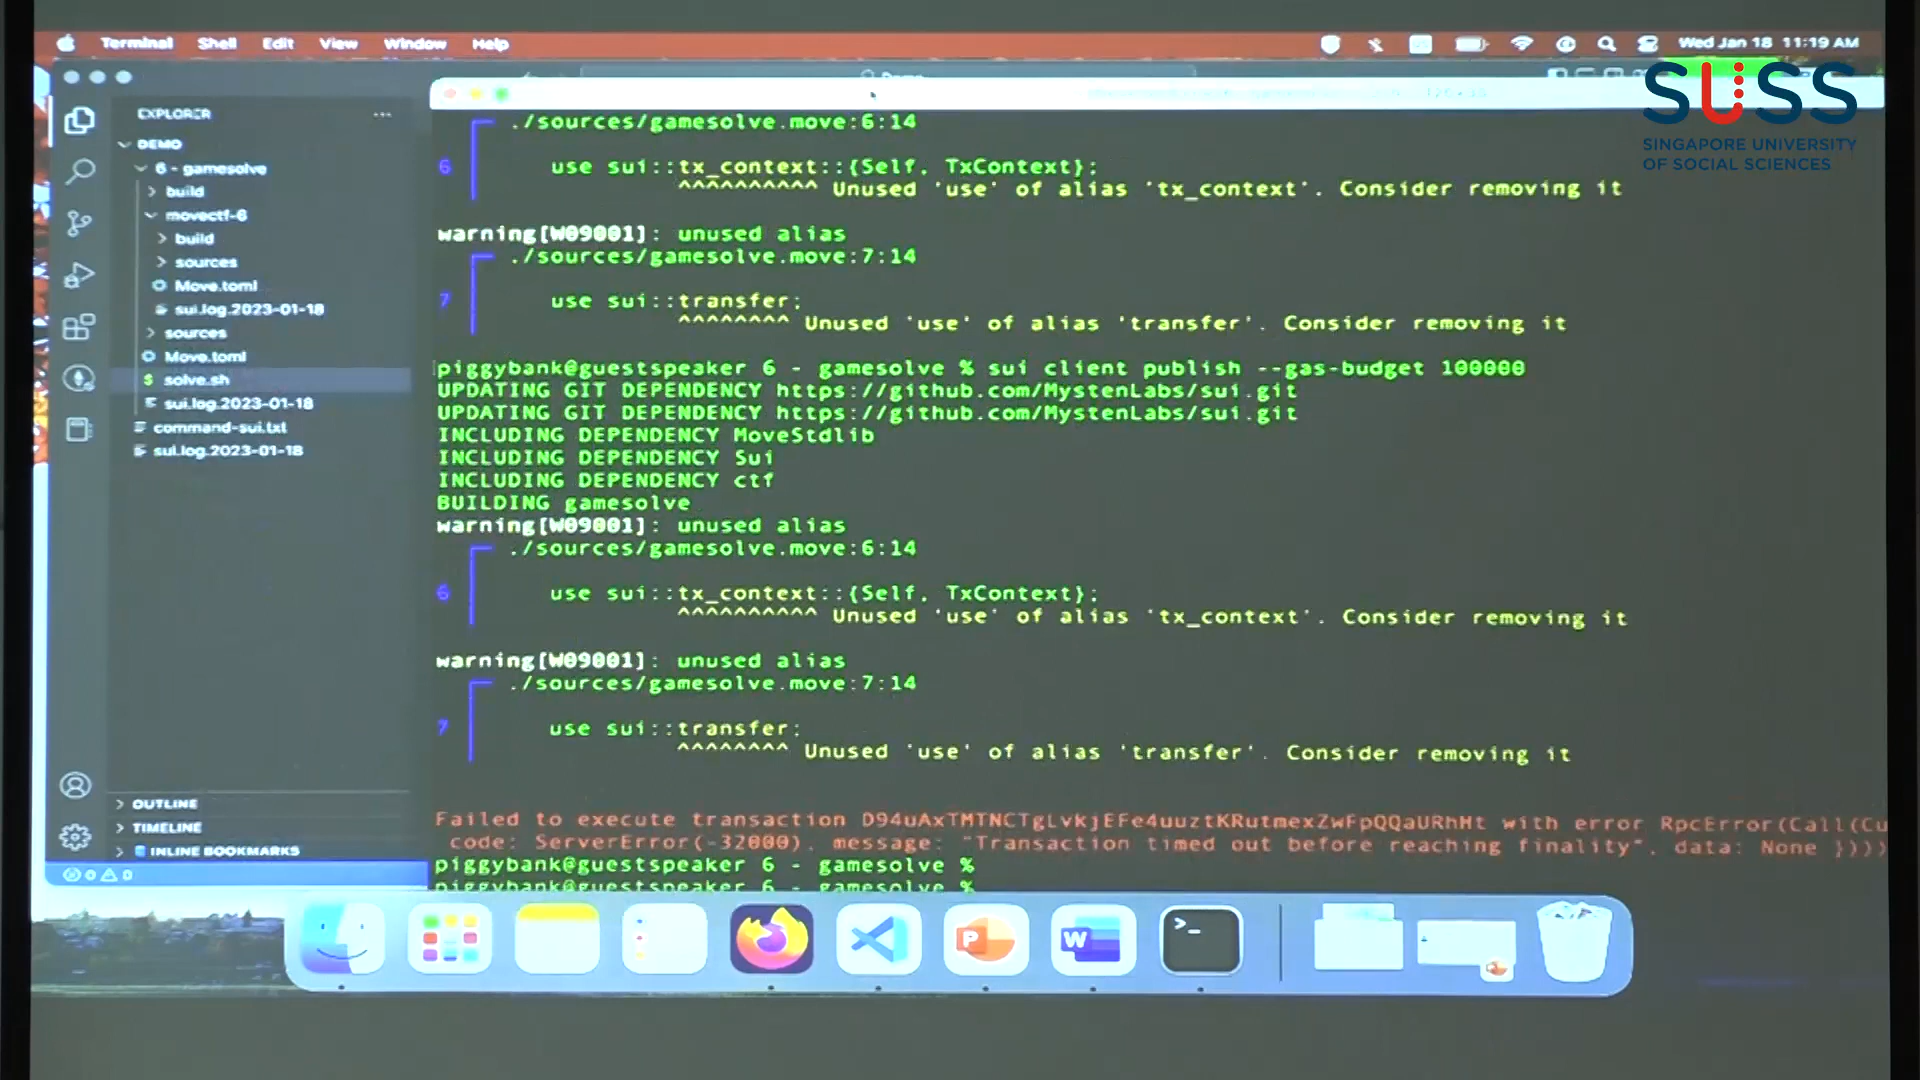 Terminal Shell Edit View Window Help
Wed Jan 18 11:19 AM
SUSS
SINGAPORE UNIVERSITY
OF SOCIAL SCIENCES
EXPLORER
DEMO
6 - gamesolve
build
movectf-6
build
sources
Move.toml
sui.log.2023-01-18
sources
Move.toml
$ solve.sh
sui.log.2023-01-18
command-sui.txt
sui.log.2023-01-18
OUTLINE
TIMELINE
INLINE BOOKMARKS
0 0
Demo
./sources/gamesolve.move:6:14
6 use sui::tx_context::{Self, TxContext};
^^^^^^^^^^ Unused 'use' of alias 'tx_context'. Consider removing it
warning[W09001]: unused alias
./sources/gamesolve.move:7:14
7 use sui::transfer;
^^^^^^^^ Unused 'use' of alias 'transfer'. Consider removing it
piggybank@guestspeaker 6 - gamesolve % sui client publish --gas-budget 100000
UPDATING GIT DEPENDENCY https://github.com/MystenLabs/sui.git
UPDATING GIT DEPENDENCY https://github.com/MystenLabs/sui.git
INCLUDING DEPENDENCY MoveStdlib
INCLUDING DEPENDENCY Sui
INCLUDING DEPENDENCY ctf
BUILDING gamesolve
warning[W09001]: unused alias
./sources/gamesolve.move:6:14
6 use sui::tx_context::{Self, TxContext};
^^^^^^^^^^ Unused 'use' of alias 'tx_context'. Consider removing it
warning[W09001]: unused alias
./sources/gamesolve.move:7:14
7 use sui::transfer;
^^^^^^^^ Unused 'use' of alias 'transfer'. Consider removing it
Failed to execute transaction D94uAxTMTNCTgLvkjEFe4uuztKRutmexZwFpQQaURhHt with error RpcError(Call(Cu
code: ServerError(-32000), message: "Transaction timed out before reaching finality", data: None })))
piggybank@guestspeaker 6 - gamesolve %
piggybank@guestspeaker 6 - gamesolve %
P
W